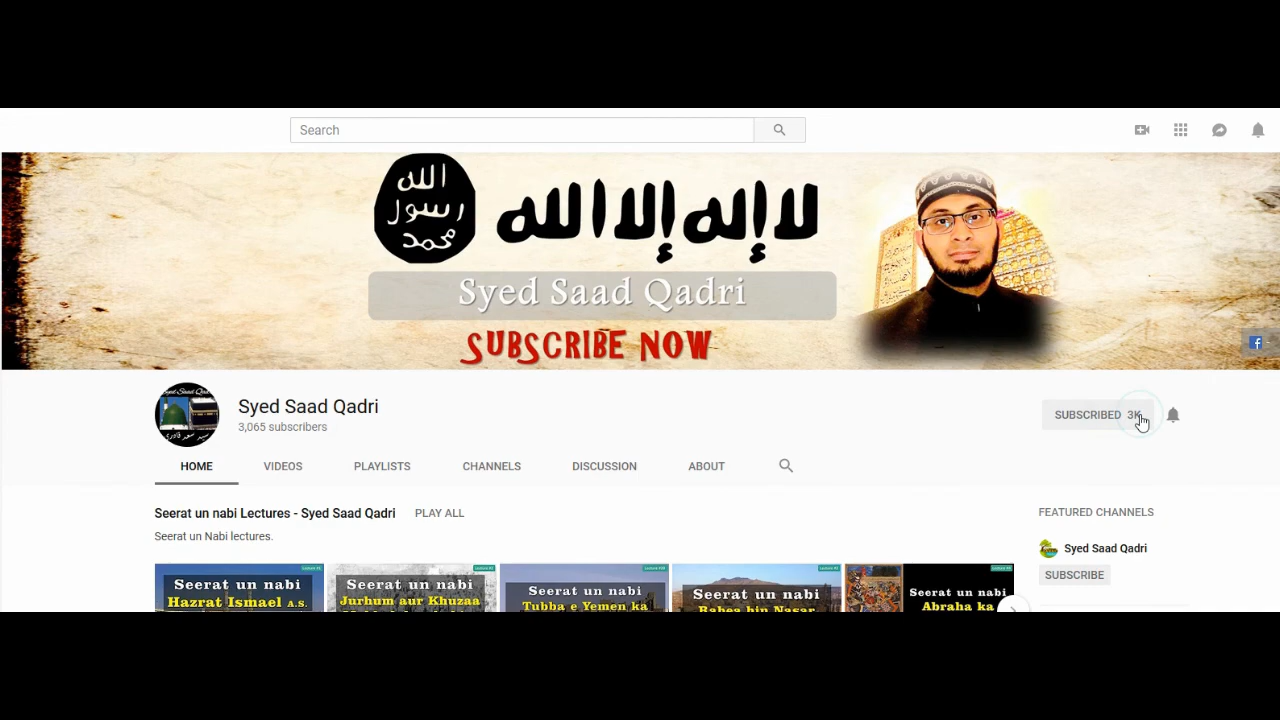 Search
الله
رسول
محمد
لا إله إلا الله
Syed Saad Qadri
SUBSCRIBE NOW
Syed Saad Qadri
3,065 subscribers
SUBSCRIBED 3K
HOME VIDEOS PLAYLISTS CHANNELS DISCUSSION ABOUT
Seerat un nabi Lectures - Syed Saad Qadri PLAY ALL
Seerat un Nabi lectures.
FEATURED CHANNELS
Syed Saad Qadri
SUBSCRIBE
Seerat un nabi
Hazrat Ismael A.S.
Seerat un nabi
Jurhum aur Khuzaa
Seerat un nabi
Tubba e Yemen ka
Seerat un nabi
Rabea bin Nasar
Seerat un nabi
Abraha ka